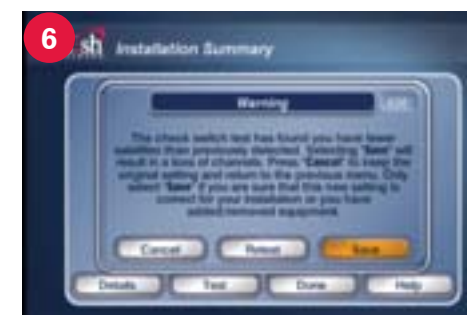 6
sh Installation Summary
Warning
The check switch test has found you have fewer
satellites than previously detected. Selecting "Save" will
result in a loss of channels. Press "Cancel" to keep the
original setting and return to the previous menu. Only
select "Save" if you are sure that this new setting is
correct for your installation or you have
added/removed equipment.
Cancel Retest Save
Details Test Done Help